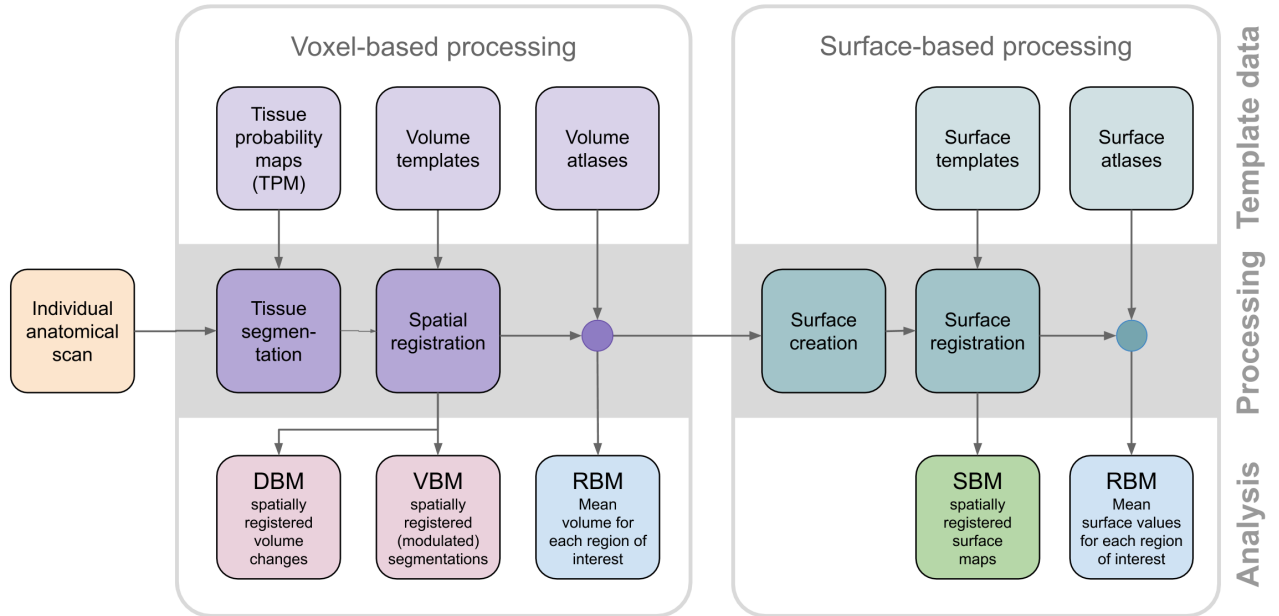 Voxel-based processing
Surface-based processing
Template data
Tissue
probability
maps
(TPM)
Volume
templates
Volume
atlases
Surface
templates
Surface
atlases
Processing
Individual
anatomical
scan
Tissue
segmen-
tation
Spatial
registration
Surface
creation
Surface
registration
Analysis
DBM
spatially
registered
volume
changes
VBM
spatially
registered
(modulated)
segmentations
RBM
Mean
volume for
each region of
interest
SBM
spatially
registered
surface
maps
RBM
Mean
surface values
for each region
of interest